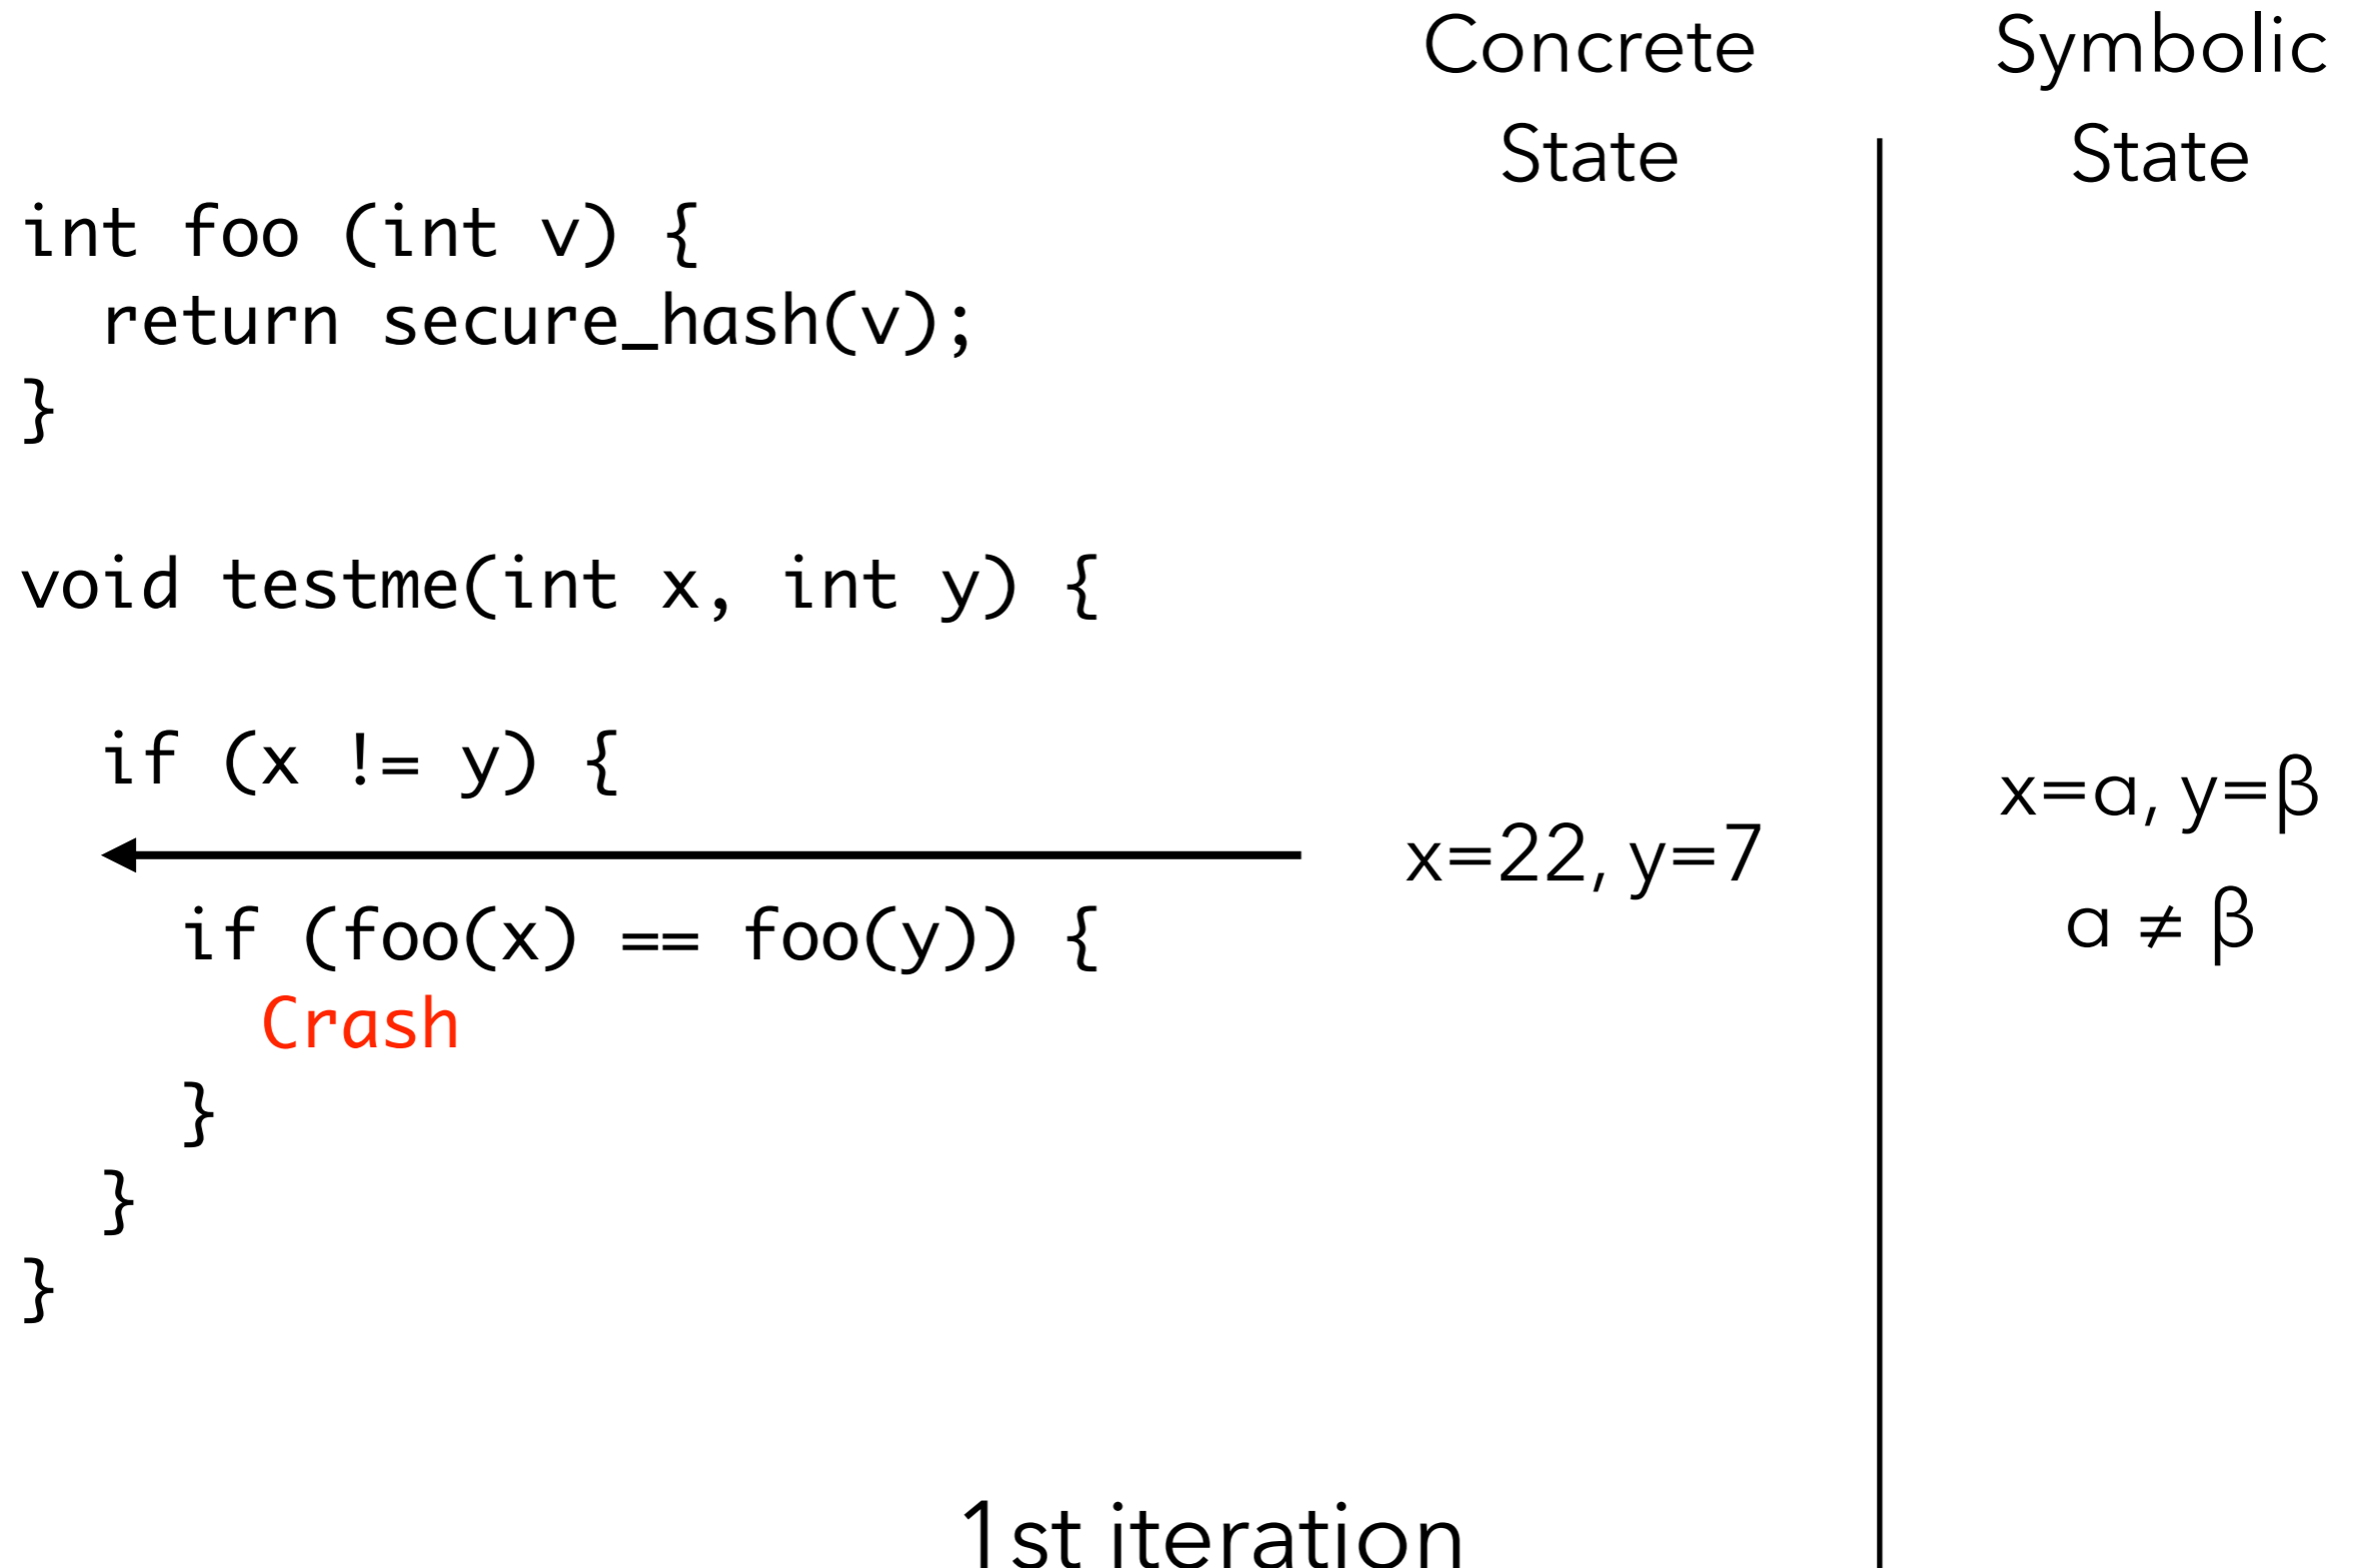 Concrete
State
Symbolic
State
int foo (int v) {
  return secure_hash(v);
}
void testme(int x, int y) {
  if (x != y) {
    if (foo(x) == foo(y)) {
      Crash
    }
  }
}
x=22, y=7
x=α, y=β
α ≠ β
1st iteration